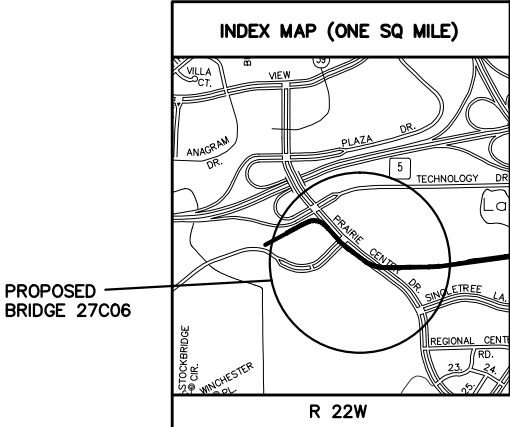 INDEX MAP (ONE SQ MILE)
39
VILLA
CT.
VIEW
ANAGRAM
DR.
PLAZA DR.
5
TECHNOLOGY DR
La
PRAIRIE CENTER DR.
PROPOSED
BRIDGE 27C06
SINGLETREE LA.
REGIONAL CENT
RD.
23.
24.
25.
STOCKBRIDGE
CIR.
WINCHESTER
PL.
R 22W